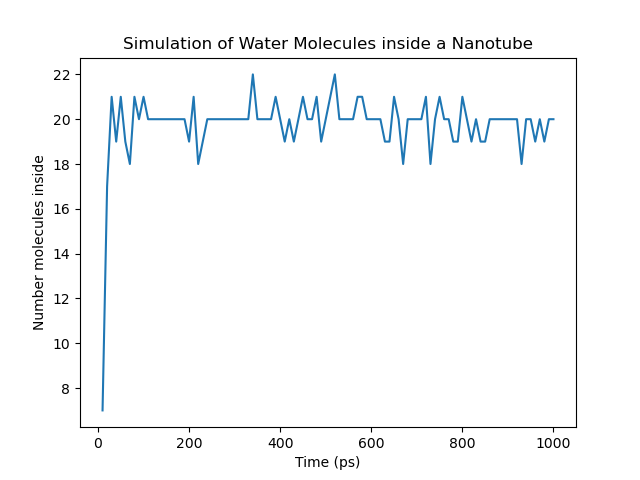 Simulation of Water Molecules inside a Nanotube
22
20
18
16
14
12
10
8
Number molecules inside
0 200 400 600 800 1000
Time (ps)